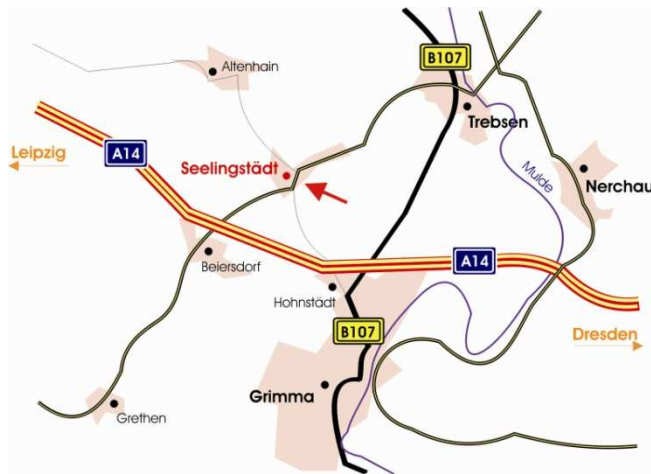 B107
Altenhain
Trebsen
Leipzig
A14
Seelingstädt
Mulde
Nerchau
Beiersdorf
A14
Hohnstädt
B107
Dresden
Grimma
Grethen